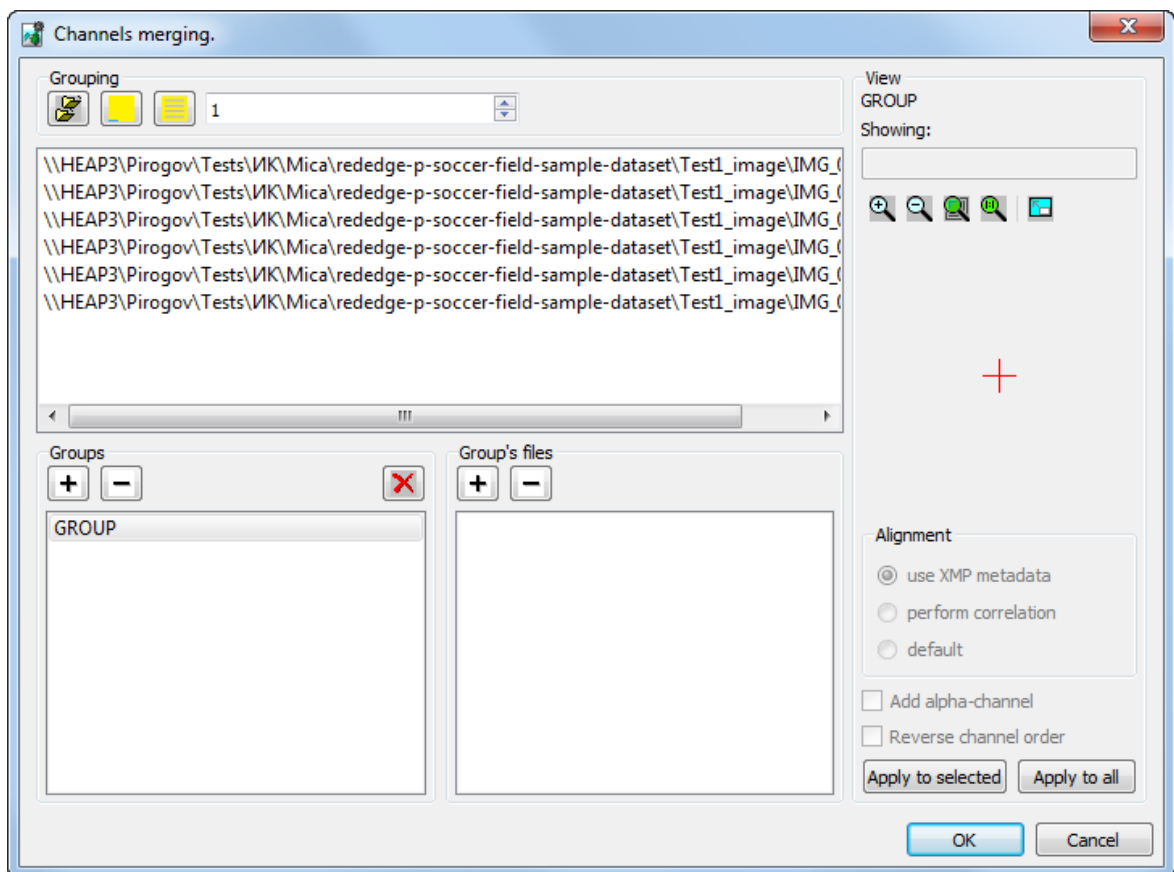 Channels merging.
Grouping
1
\\HEAP3\Pirogov\Tests\ИК\Mica\rededge-p-soccer-field-sample-dataset\Test1_image\IMG_(
\\HEAP3\Pirogov\Tests\ИК\Mica\rededge-p-soccer-field-sample-dataset\Test1_image\IMG_(
\\HEAP3\Pirogov\Tests\ИК\Mica\rededge-p-soccer-field-sample-dataset\Test1_image\IMG_(
\\HEAP3\Pirogov\Tests\ИК\Mica\rededge-p-soccer-field-sample-dataset\Test1_image\IMG_(
\\HEAP3\Pirogov\Tests\ИК\Mica\rededge-p-soccer-field-sample-dataset\Test1_image\IMG_(
\\HEAP3\Pirogov\Tests\ИК\Mica\rededge-p-soccer-field-sample-dataset\Test1_image\IMG_(
Groups
GROUP
Group's files
View
GROUP
Showing:
Alignment
use XMP metadata
perform correlation
default
Add alpha-channel
Reverse channel order
Apply to selected Apply to all
OK Cancel